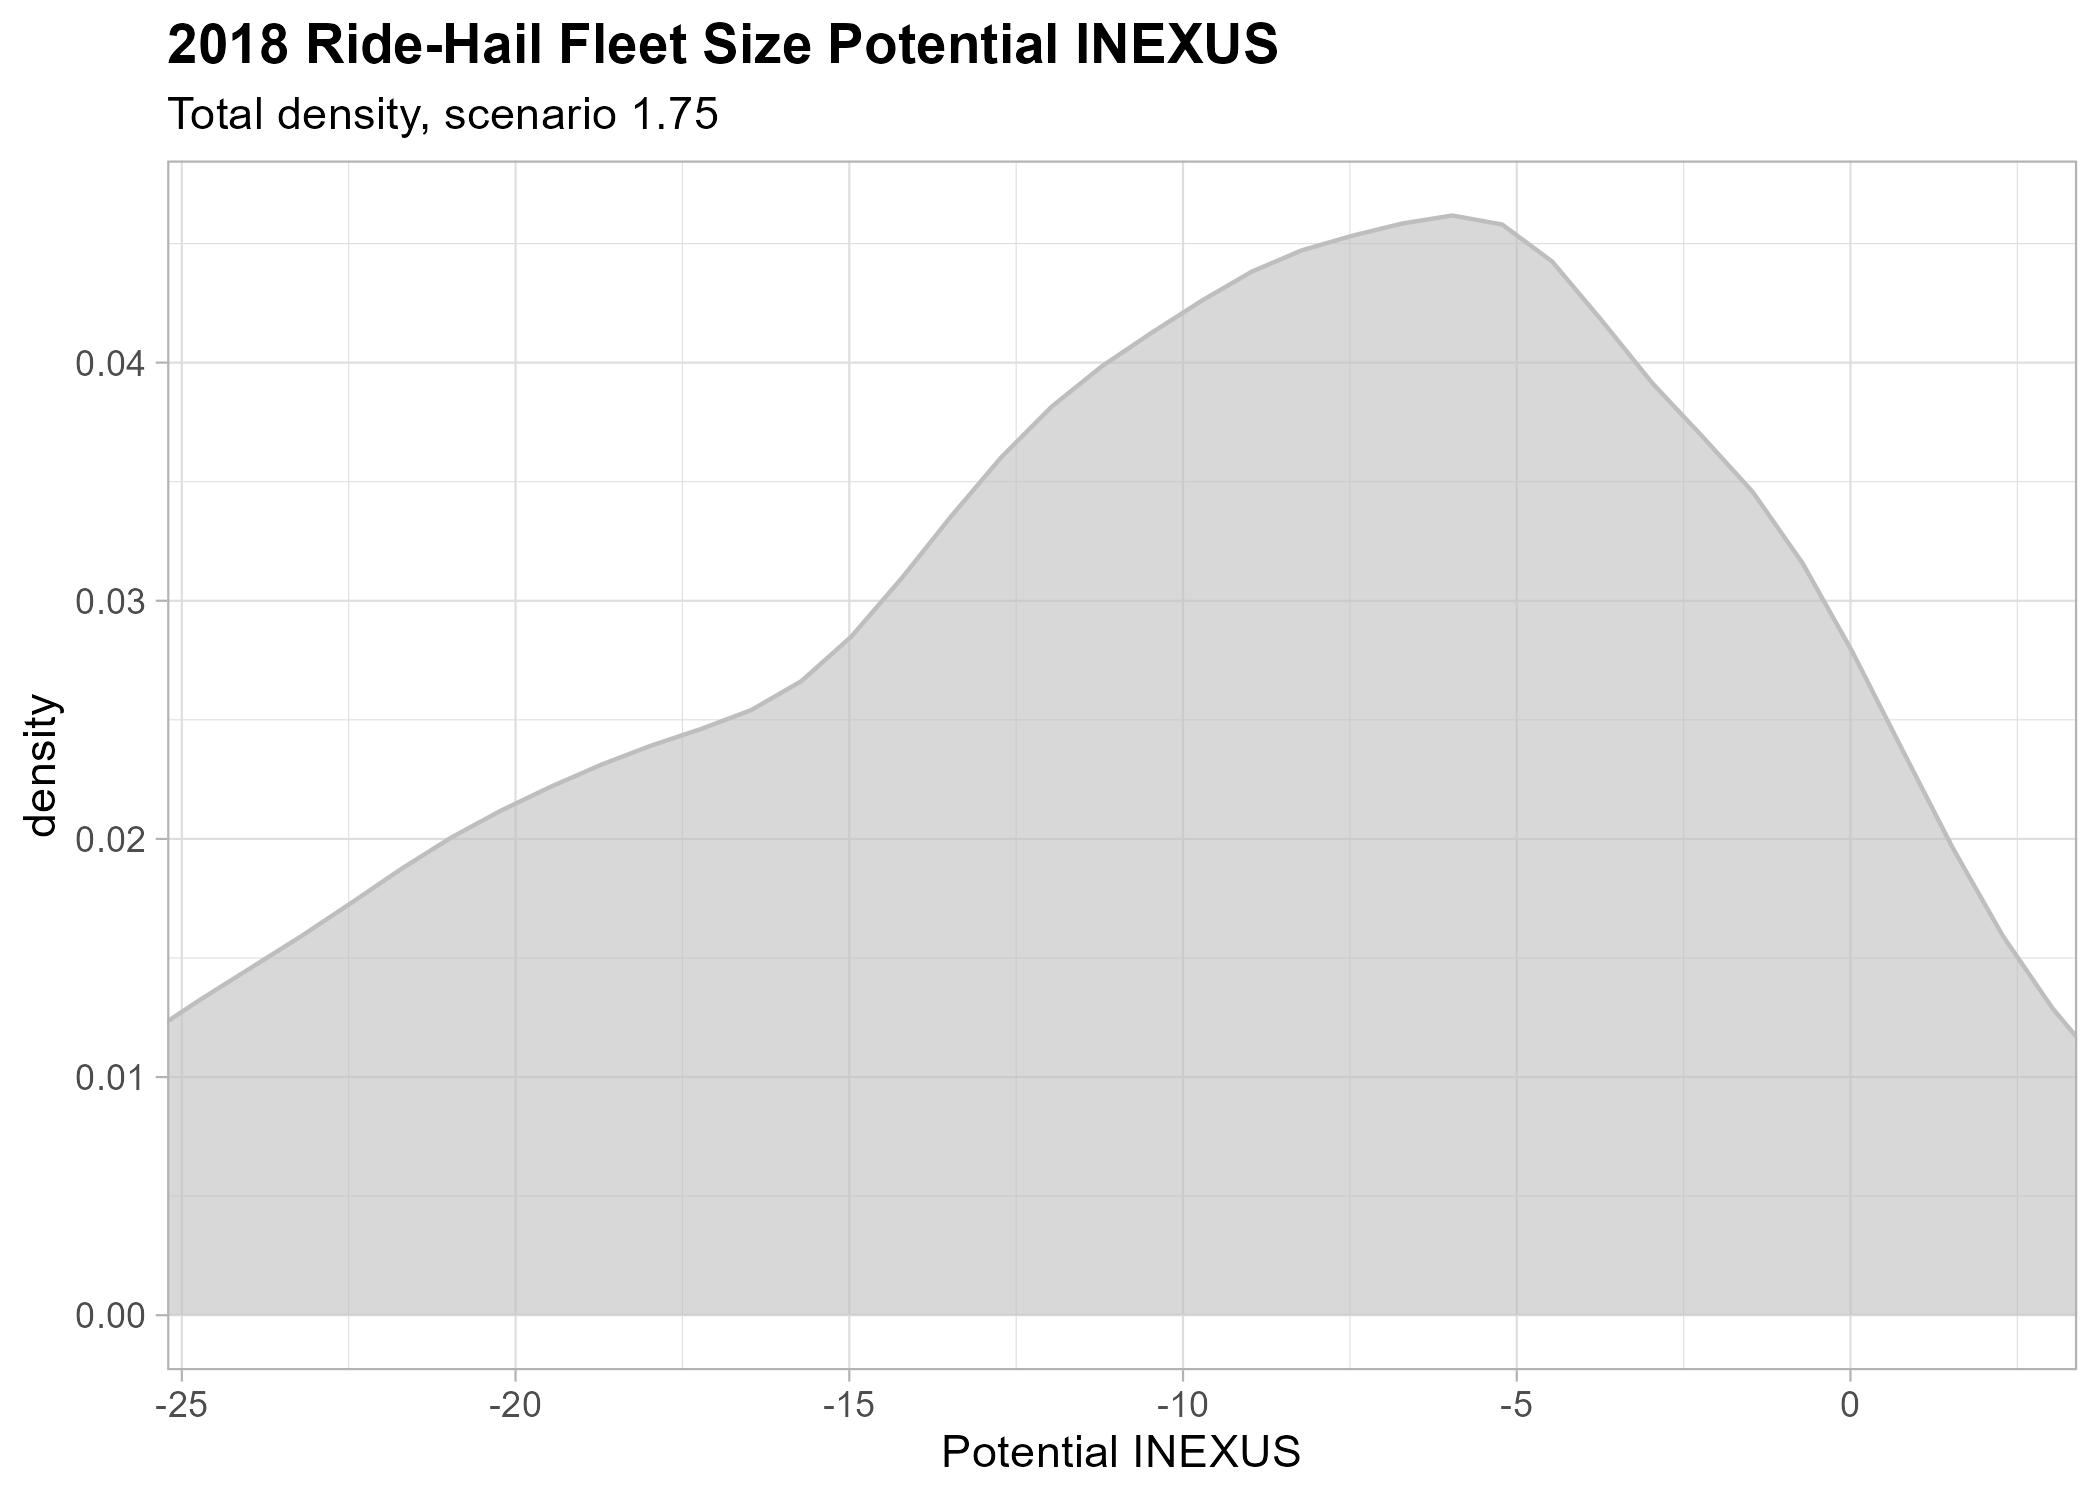 2018 Ride-Hail Fleet Size Potential INEXUS
Total density, scenario 1.75
density
0.04
0.03
0.02
0.01
0.00
-25 -20 -15 -10 -5 0
Potential INEXUS